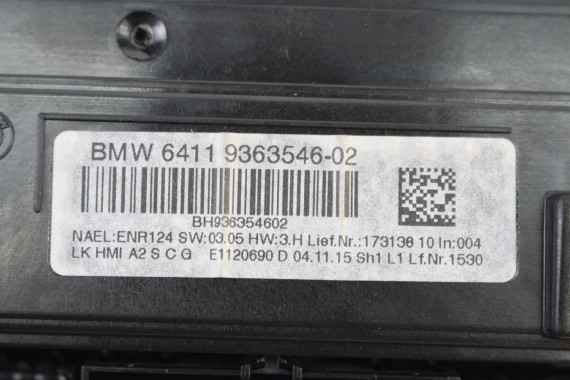 BMW 6411 9363546-02
BH936354602
NAEL:ENR124 SW:03.05 HW:3.H Lief.Nr.:173138 10 In:004
LK HMI A2 S C G E1120690 D 04.11.15 Sh1 L1 Lf.Nr.1530